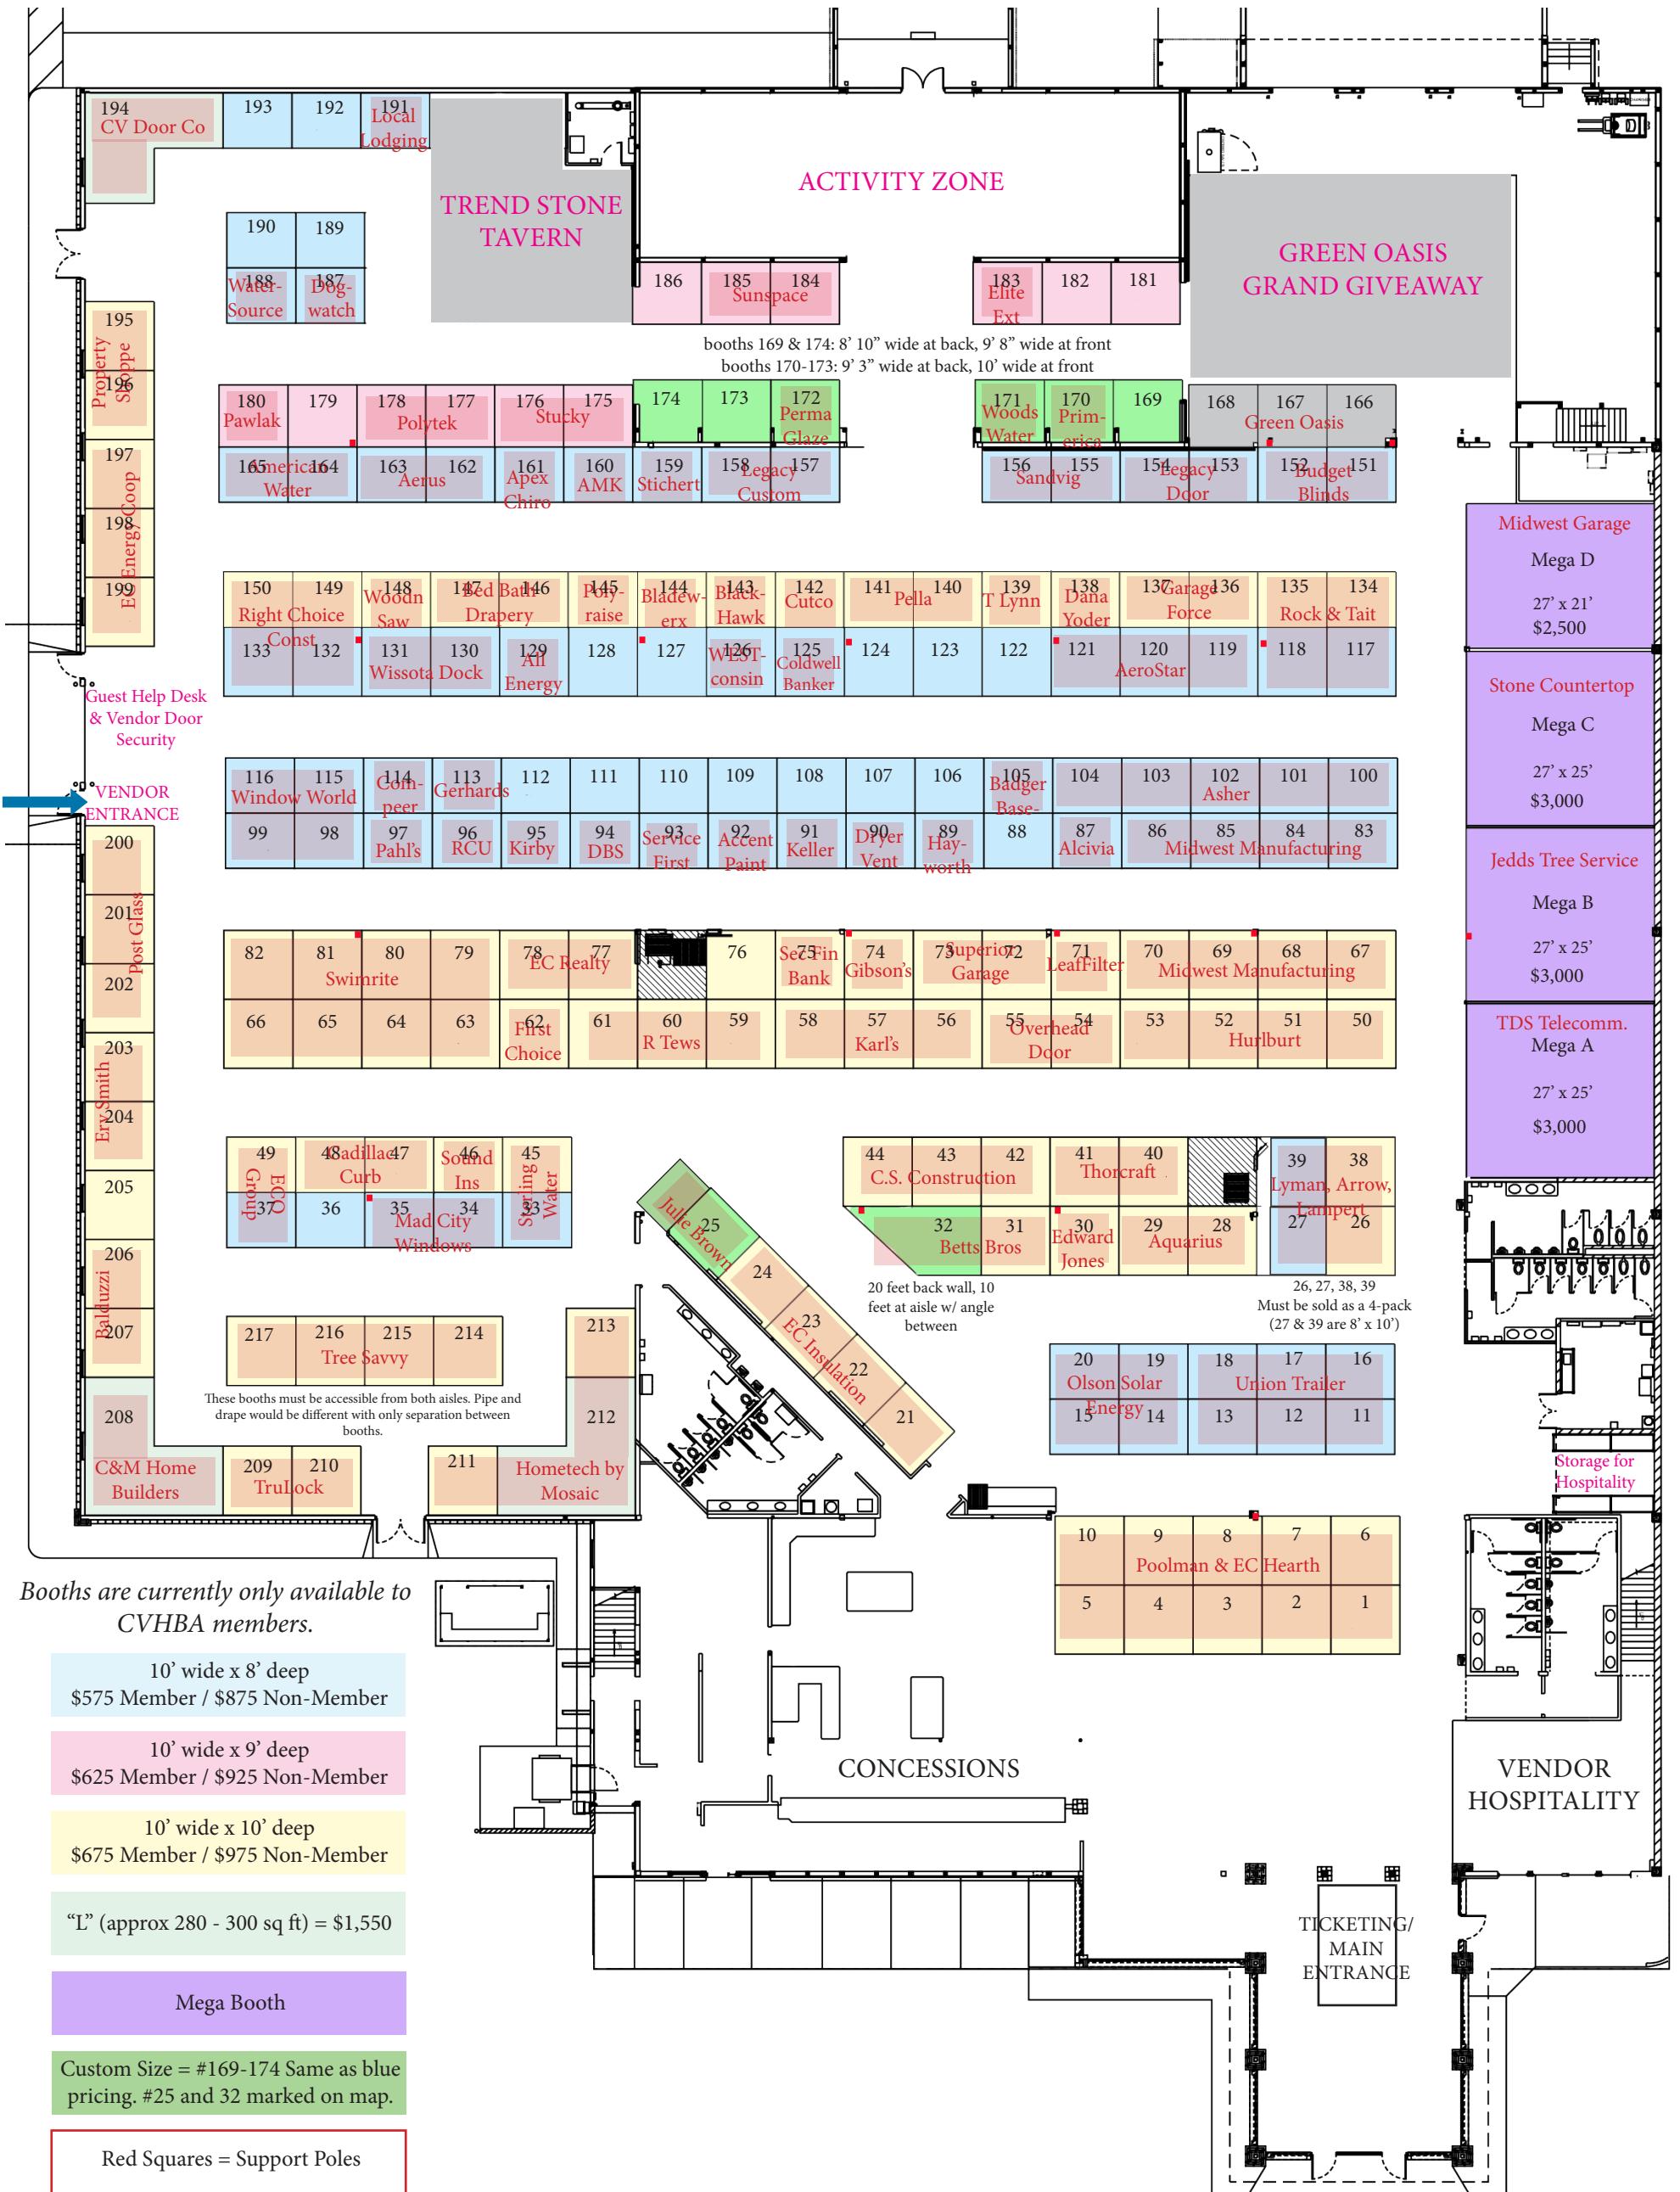 194
CV Door Co
193
192
191
Local
Lodging
TREND STONE
TAVERN
ACTIVITY ZONE
GREEN OASIS
GRAND GIVEAWAY
190
189
188
Water-
Source
187
Dog-
watch
186
185
184
Sunspace
183
Elite
Ext
182
181
booths 169 & 174: 8' 10” wide at back, 9' 8” wide at front
booths 170-173: 9' 3” wide at back, 10' wide at front
195
196
Property
Shoppe
197
198
199
EC Energy Coop
180
Pawlak
179
178
177
Polytek
176
175
Stucky
174
173
172
Perma
Glaze
171
Woods
Water
170
Prim-
erica
169
168
167
166
Green Oasis
165
164
American
Water
163
162
Aerus
161
Apex
Chiro
160
AMK
159
Stichert
158
157
Legacy
Custom
156
155
Sandvig
154
153
Legacy
Door
152
151
Budget
Blinds
Midwest Garage
Mega D
27’ x 21’
$2,500
150
149
Right Choice
Const
148
Woodn
Saw
147
146
Bed Bath
Drapery
145
Poly-
raise
144
Bladew-
erx
143
Black-
Hawk
142
Cutco
141
140
Pella
139
T Lynn
138
Dana
Yoder
137
136
Garage
Force
135
134
Rock & Tait
133
132
131
130
Wissota Dock
129
All
Energy
128
127
126
WEST-
consin
125
Coldwell
Banker
124
123
122
121
120
119
AeroStar
118
117
Stone Countertop
Mega C
27’ x 25’
$3,000
Guest Help Desk
& Vendor Door
Security
VENDOR
ENTRANCE
116
115
Window World
114
Com-
peer
113
Gerhards
112
111
110
109
108
107
106
105
Badger
Base-
104
103
102
101
100
Asher
99
98
97
Pahl's
96
RCU
95
Kirby
94
DBS
93
Service
First
92
Accent
Paint
91
Keller
90
Dryer
Vent
89
Hay-
worth
88
87
Alcivia
86
85
84
83
Midwest Manufacturing
Jedds Tree Service
Mega B
27’ x 25’
$3,000
200
201
202
Post Glass
82
81
80
79
Swimrite
78
77
EC Realty
76
75
Sec Fin
Bank
74
Gibson's
73
72
Superior
Garage
71
LeafFilter
70
69
68
67
Midwest Manufacturing
66
65
64
63
62
First
Choice
61
60
59
R Tews
58
57
56
Karl's
55
54
Overhead
Door
53
52
51
50
Hurlburt
TDS Telecomm.
Mega A
27’ x 25’
$3,000
203
204
Ery Smith
205
206
207
Balduzzi
49
ECO
Group
48
47
Cadillac
Curb
46
Sound
Ins
45
Sterling
Water
37
36
35
34
Mad City
Windows
33
44
43
42
C.S. Construction
41
40
Thorcraft
39
38
Lyman, Arrow,
Lampert
32
31
Betts Bros
30
Edward
Jones
29
28
Aquarius
27
26
20 feet back wall, 10
feet at aisle w/ angle
between
26, 27, 38, 39
Must be sold as a 4-pack
(27 & 39 are 8’ x 10’)
25
Julie Brown
24
23
22
21
EC Insulation
217
216
215
214
Tree Savvy
213
These booths must be accessible from both aisles. Pipe and
drape would be different with only separation between
booths.
208
C&M Home
Builders
209
210
TruLock
211
212
Hometech by
Mosaic
20
19
Olson Solar
Energy
18
17
16
Union Trailer
15
14
13
12
11
Storage for
Hospitality
10
9
8
7
6
Poolman & EC Hearth
5
4
3
2
1
Booths are currently only available to
CVHBA members.
10’ wide x 8’ deep
$575 Member / $875 Non-Member
10’ wide x 9’ deep
$625 Member / $925 Non-Member
10’ wide x 10’ deep
$675 Member / $975 Non-Member
“L” (approx 280 - 300 sq ft) = $1,550
Mega Booth
Custom Size = #169-174 Same as blue
pricing. #25 and 32 marked on map.
Red Squares = Support Poles
CONCESSIONS
VENDOR
HOSPITALITY
TICKETING/
MAIN
ENTRANCE